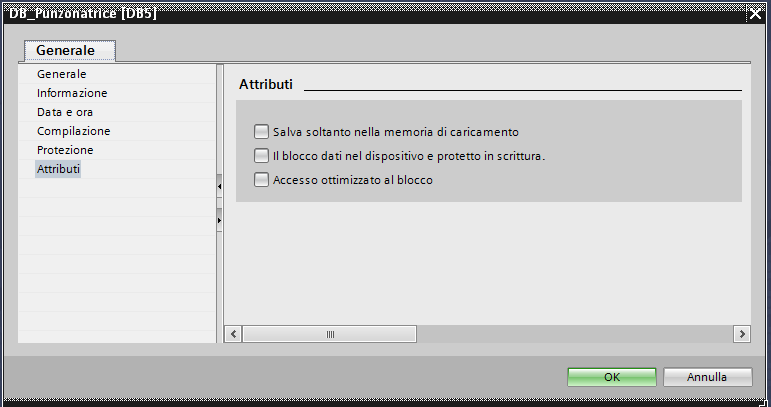 DB_Punzonatrice [DB5]
Generale
Generale
Informazione
Data e ora
Compilazione
Protezione
Attributi
Attributi
Salva soltanto nella memoria di caricamento
Il blocco dati nel dispositivo e protetto in scrittura.
Accesso ottimizzato al blocco
OK
Annulla